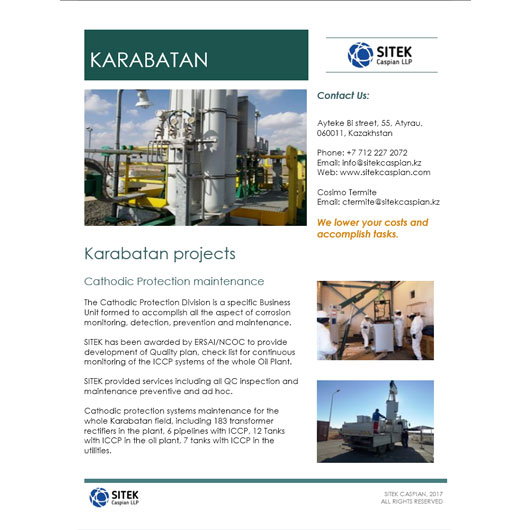 KARABATAN
SITEK
Caspian LLP
Contact Us:
Ayteke Bi street, 55, Atyrau,
060011, Kazakhstan
Phone: +7 712 227 2072
Email: info@sitekcaspian.kz
Web: www.sitekcaspian.com
Cosimo Termite
Email: ctermite@sitekcaspian.kz
We lower your costs and
accomplish tasks.
Karabatan projects
Cathodic Protection maintenance
The Cathodic Protection Division is a specific Business
Unit formed to accomplish all the aspect of corrosion
monitoring, detection, prevention and maintenance.
SITEK has been awarded by ERSAI/NCOC to provide
development of Quality plan, check list for continuous
monitoring of the ICCP systems of the whole Oil Plant.
SITEK provided services including all QC inspection and
maintenance preventive and ad hoc.
Cathodic protection systems maintenance for the
whole Karabatan field, including 183 transformer
rectifiers in the plant, 6 pipelines with ICCP, 12 Tanks
with ICCP in the oil plant, 7 tanks with ICCP in the
utilities.
SITEK
Caspian LLP
SITEK CASPIAN, 2017
ALL RIGHTS RESERVED